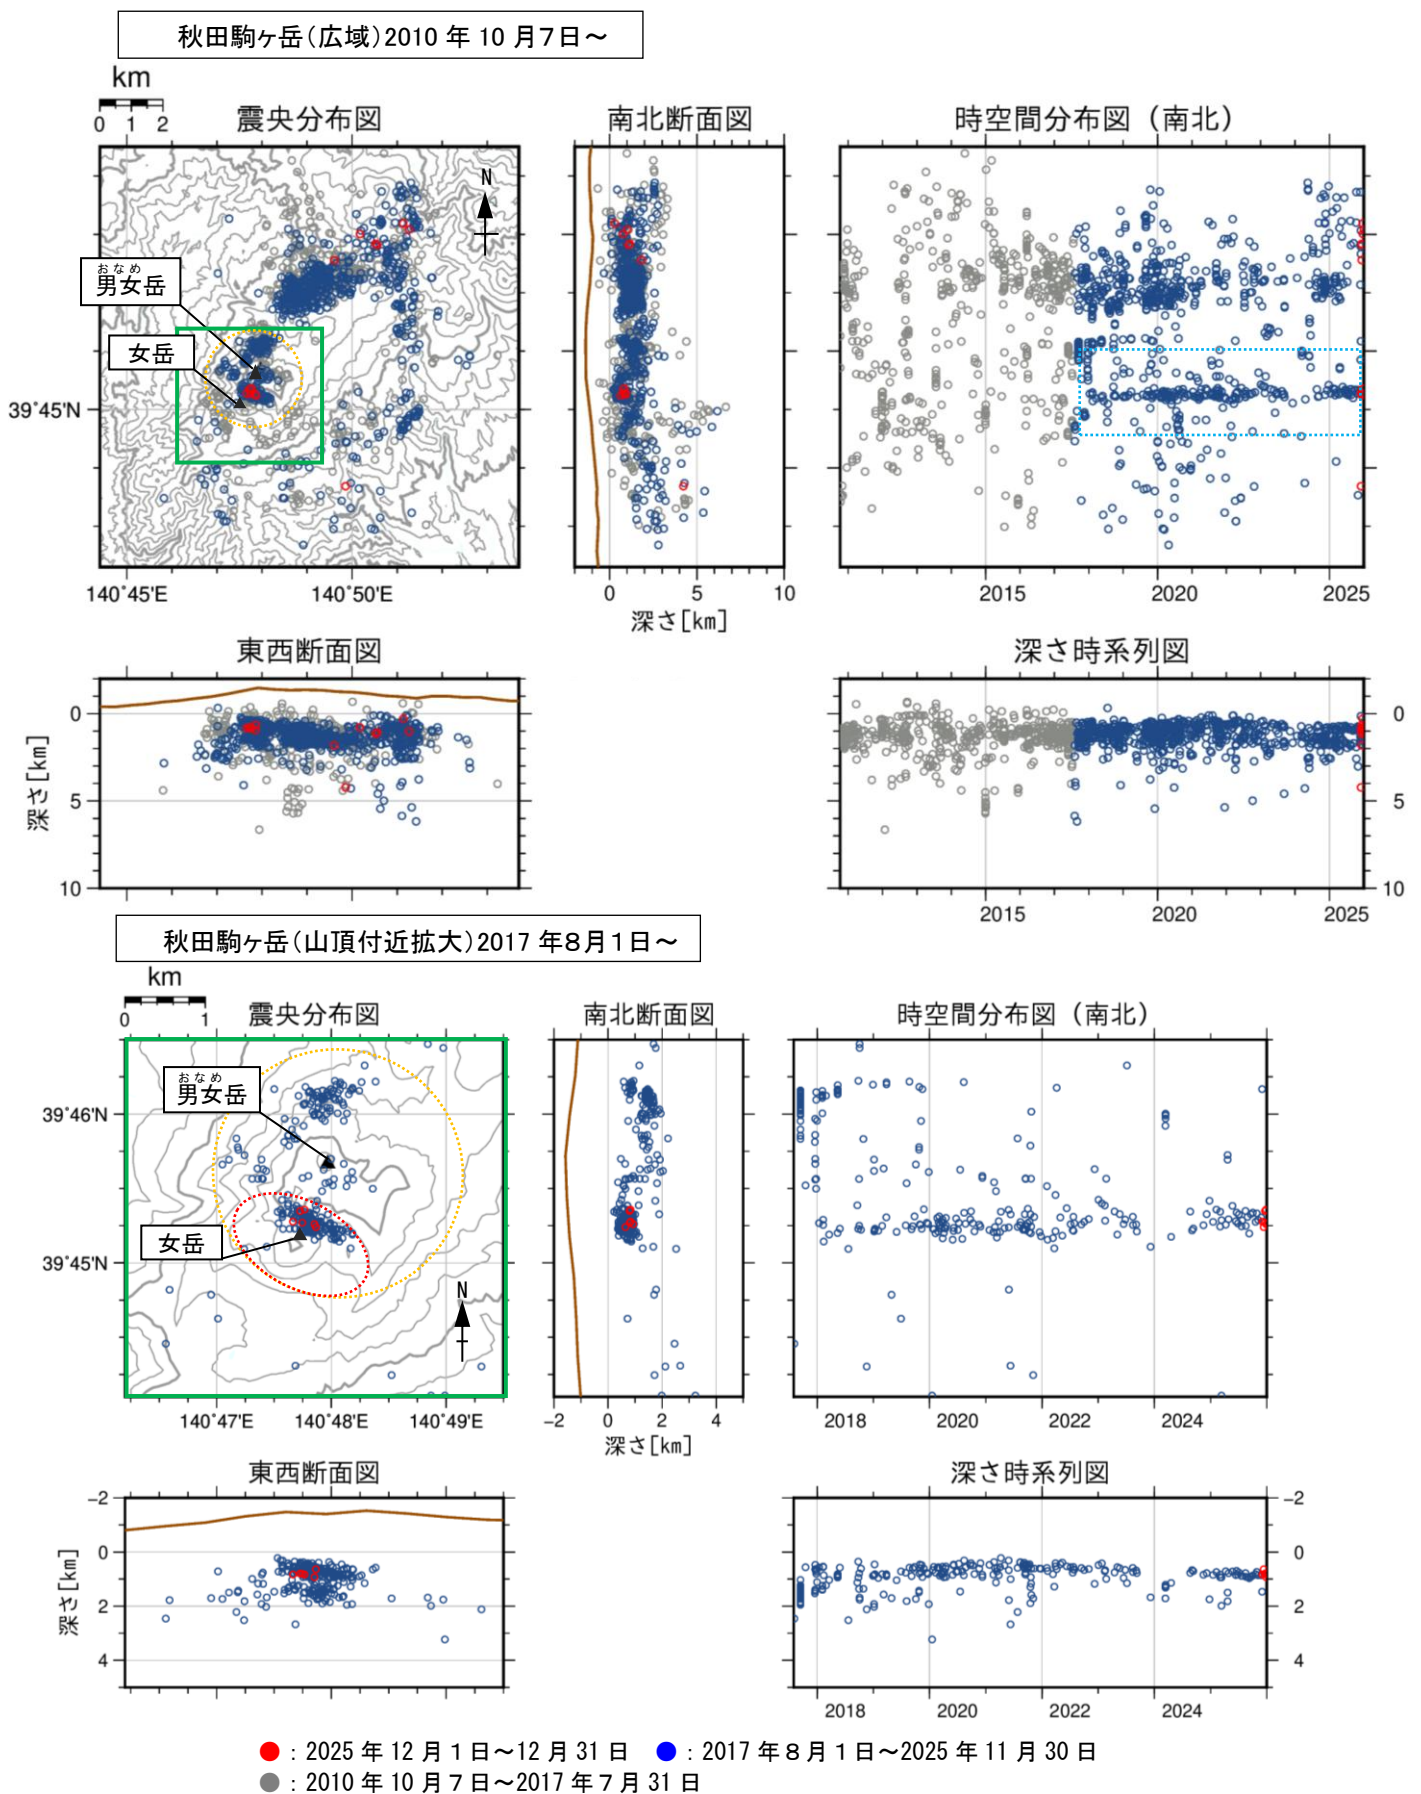 秋田駒ヶ岳（広域）2010 年 10 月７日～
km
0 1 2
震央分布図
南北断面図
時空間分布図（南北）
N
おなめ
男女岳
女岳
39°45'N
140°45'E 140°50'E
0 5 10
深さ[km]
2015 2020 2025
東西断面図
深さ時系列図
0
5
10
深さ[km]
0
5
10
2015 2020 2025
秋田駒ヶ岳（山頂付近拡大）2017 年８月１日～
km
0 1
震央分布図
南北断面図
時空間分布図（南北）
おなめ
男女岳
39°46'N
女岳
39°45'N
N
140°47'E 140°48'E 140°49'E
-2 0 2 4
深さ[km]
2018 2020 2022 2024
東西断面図
深さ時系列図
-2
0
2
4
深さ[km]
-2
0
2
4
2018 2020 2022 2024
：2025 年 12 月 １ 日～12 月 31 日 ：2017 年 ８ 月 １ 日～2025 年 11 月 30 日
：2010 年 10 月 ７ 日～2017 年 ７ 月 31 日